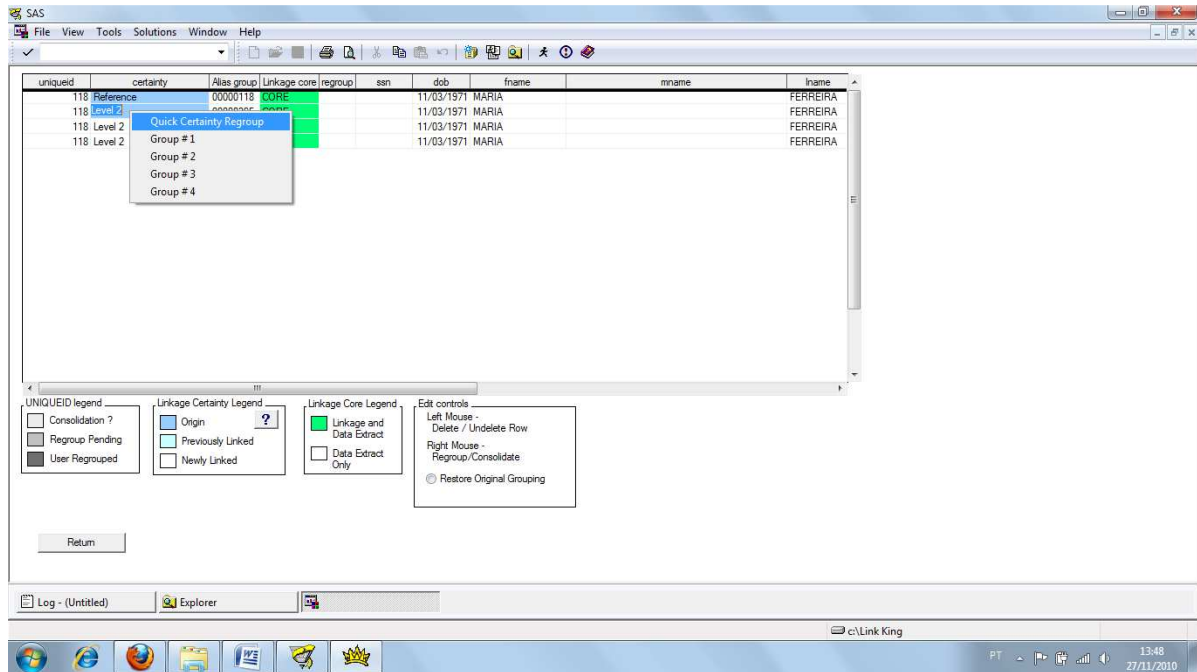 SAS
File View Tools Solutions Window Help
uniqueid certainty Alias group Linkage core regroup ssn dob fname mname lname
118 Reference 00000118 CORE 11/03/1971 MARIA FERREIRA
118 Level 2 11/03/1971 MARIA FERREIRA
118 Level 2 11/03/1971 MARIA FERREIRA
118 Level 2 11/03/1971 MARIA FERREIRA
Quick Certainty Regroup
Group # 1
Group # 2
Group # 3
Group # 4
UNIQUEID legend
Consolidation ?
Regroup Pending
User Regrouped
Linkage Certainty Legend
Origin ?
Previously Linked
Newly Linked
Linkage Core Legend
Linkage and
Data Extract
Data Extract
Only
Edit controls
Left Mouse -
Delete / Undelete Row
Right Mouse -
Regroup/Consolidate
Restore Original Grouping
Return
Log - (Untitled) Explorer
c:\Link King
PT 13:48
27/11/2010